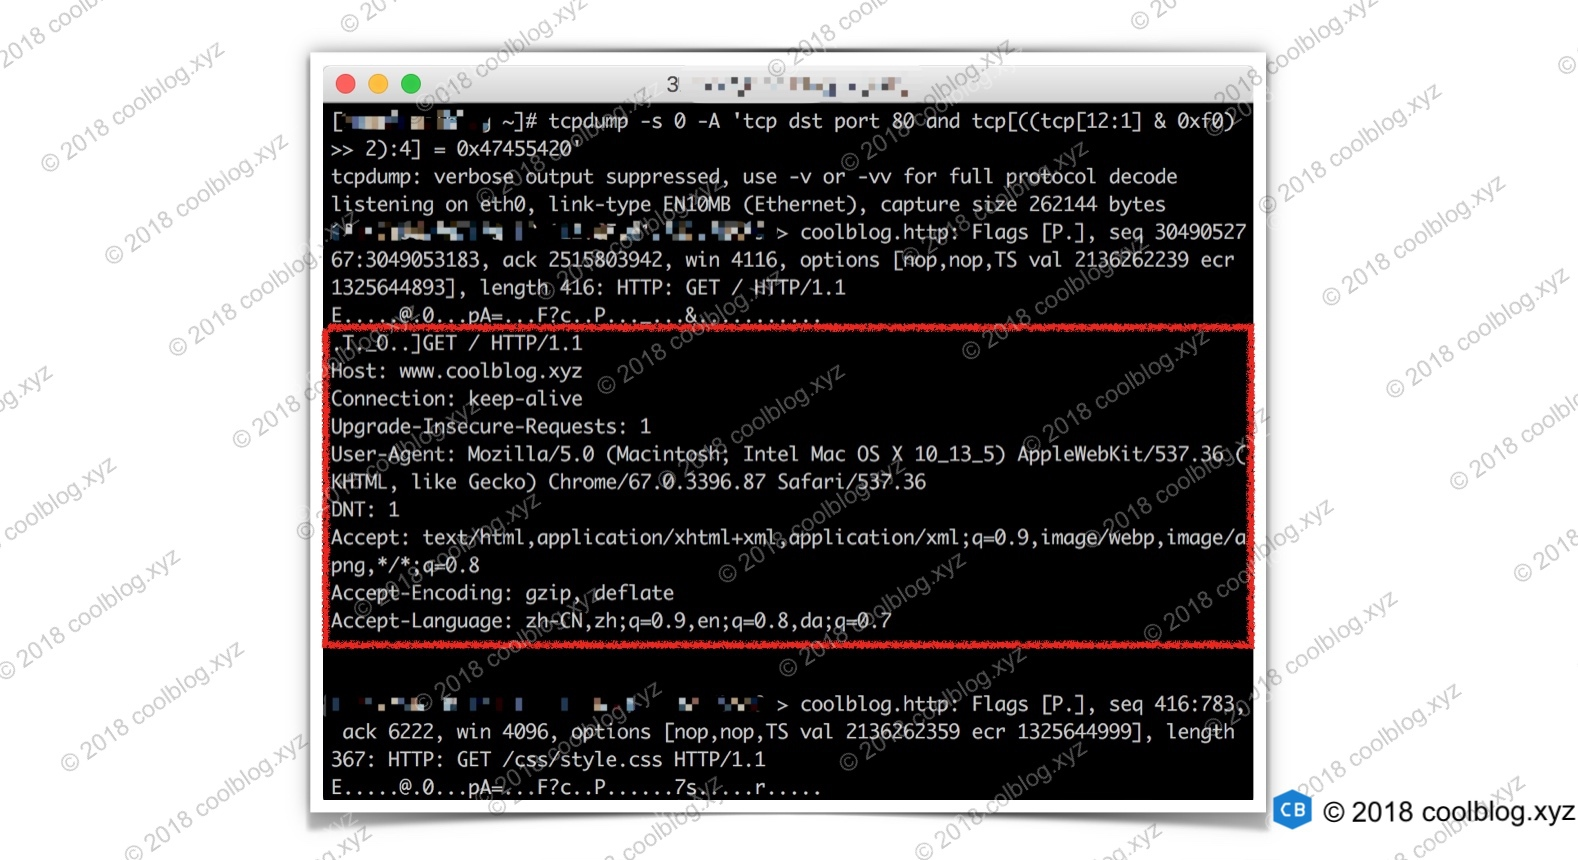 3
[ ~]# tcpdump -s 0 -A 'tcp dst port 80 and tcp[((tcp[12:1] & 0xf0)
>> 2):4] = 0x47455420'
tcpdump: verbose output suppressed, use -v or -vv for full protocol decode
listening on eth0, link-type EN10MB (Ethernet), capture size 262144 bytes
> coolblog.http: Flags [P.], seq 30490527
67:3049053183, ack 2515803942, win 4116, options [nop,nop,TS val 2136262239 ecr
1325644893], length 416: HTTP: GET / HTTP/1.1
E.....@.0...pA=...F?c..P..._...&...........
.T._O..]GET / HTTP/1.1
Host: www.coolblog.xyz
Connection: keep-alive
Upgrade-Insecure-Requests: 1
User-Agent: Mozilla/5.0 (Macintosh; Intel Mac OS X 10_13_5) AppleWebKit/537.36 (
KHTML, like Gecko) Chrome/67.0.3396.87 Safari/537.36
DNT: 1
Accept: text/html,application/xhtml+xml,application/xml;q=0.9,image/webp,image/a
png,*/*;q=0.8
Accept-Encoding: gzip, deflate
Accept-Language: zh-CN,zh;q=0.9,en;q=0.8,da;q=0.7
> coolblog.http: Flags [P.], seq 416:783,
ack 6222, win 4096, options [nop,nop,TS val 2136262359 ecr 1325644999], length
367: HTTP: GET /css/style.css HTTP/1.1
E.....@.0...pA=...F?c..P......7s.....r.....
CB © 2018 coolblog.xyz